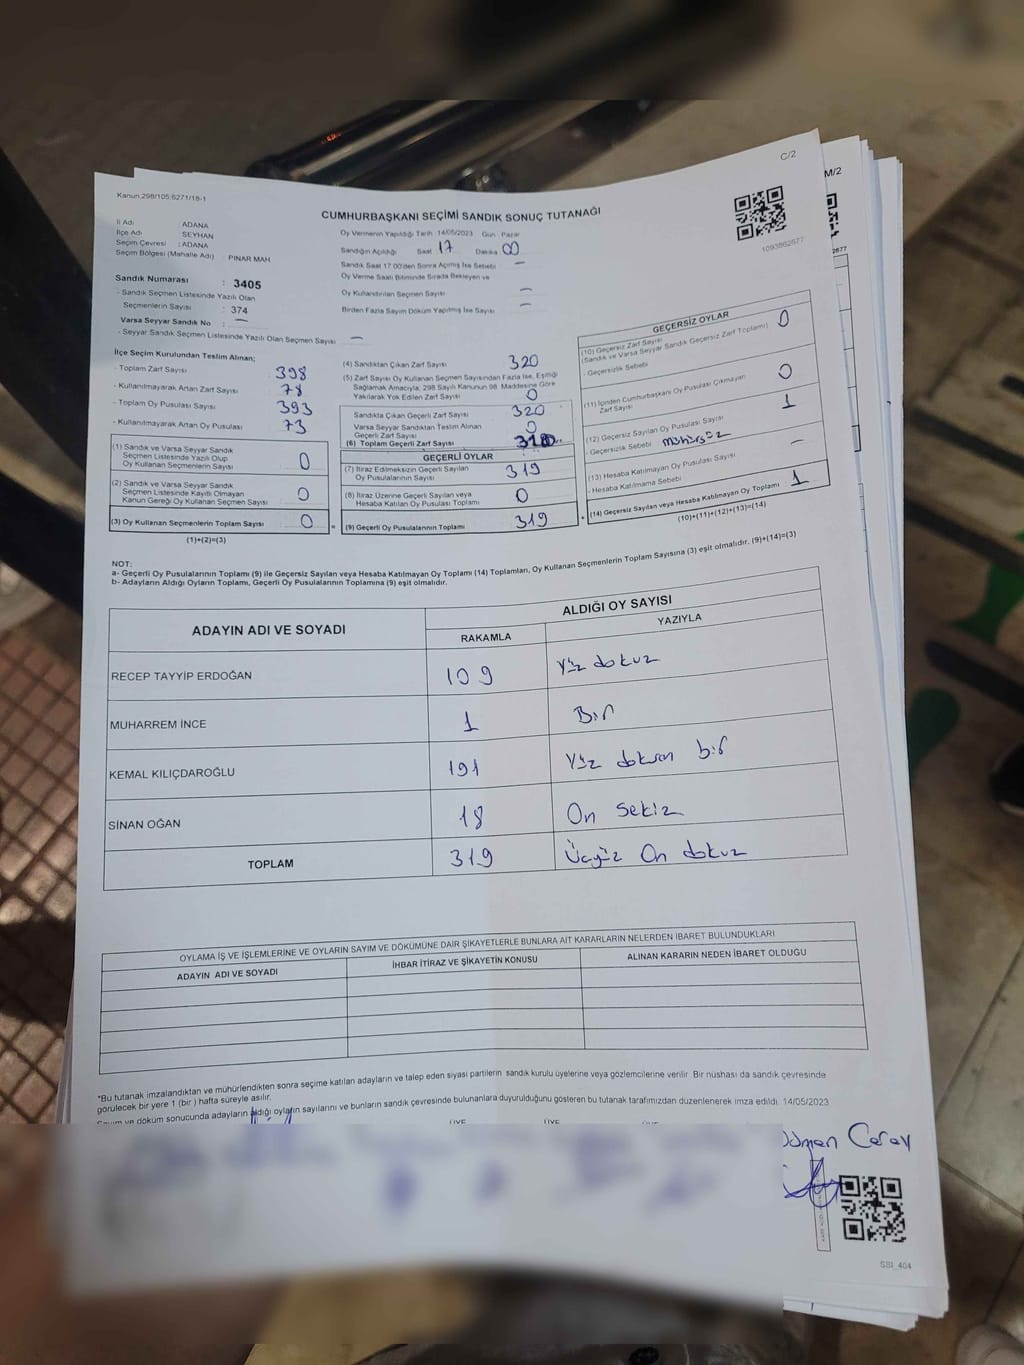 C/2
M/2
Kanun 298/105;6271/18-1
CUMHURBAŞKANI SEÇİMİ SANDIK SONUÇ TUTANAĞI
1093862677
İl Adı : ADANA
İlçe Adı : SEYHAN
Seçim Çevresi : ADANA
Seçim Bölgesi (Mahalle Adı) : PINAR MAH
Sandık Numarası : 3405
- Sandık Seçmen Listesinde Yazılı Olan
Seçmenlerin Sayısı : 374
Varsa Seyyar Sandık No : —
- Seyyar Sandık Seçmen Listesinde Yazılı Olan Seçmen Sayısı —
Oy Vermenin Yapıldığı Tarih : 14/05/2023 Gün : Pazar
Sandığın Açıldığı Saat 17 Dakika 00
Sandık Saat 17.00'den Sonra Açılmış İse Sebebi —
Oy Verme Saati Bitiminde Sırada Bekleyen ve
Oy Kullandırılan Seçmen Sayısı —
Birden Fazla Sayım Döküm Yapılmış İse Sayısı —
İlçe Seçim Kurulundan Teslim Alınan;
- Toplam Zarf Sayısı : 398
- Kullanılmayarak Artan Zarf Sayısı : 78
- Toplam Oy Pusulası Sayısı : 393
- Kullanılmayarak Artan Oy Pusulası : 73
(1) Sandık ve Varsa Seyyar Sandık
Seçmen Listesinde Yazılı Olup
Oy Kullanan Seçmenlerin Sayısı : 0
(2) Sandık ve Varsa Seyyar Sandık
Seçmen Listesinde Kayıtlı Olmayan
Kanun Gereği Oy Kullanan Seçmen Sayısı : 0
(3) Oy Kullanan Seçmenlerin Toplam Sayısı : 0
(1)+(2)=(3)
(4) Sandıktan Çıkan Zarf Sayısı 320
(5) Zarf Sayısı Oy Kullanan Seçmen Sayısından Fazla İse, Eşitliği
Sağlamak Amacıyla, 298 Sayılı Kanunun 98. Maddesine Göre
Yakılarak Yok Edilen Zarf Sayısı 0
Sandıkta Çıkan Geçerli Zarf Sayısı 320
Varsa Seyyar Sandıktan Teslim Alınan
Geçerli Zarf Sayısı 0
(6) Toplam Geçerli Zarf Sayısı
GEÇERLİ OYLAR
(7) İtiraz Edilmeksizin Geçerli Sayılan
Oy Pusulalarının Sayısı 319
(8) İtiraz Üzerine Geçerli Sayılan veya
Hesaba Katılan Oy Pusulası Toplamı 0
(9) Geçerli Oy Pusulalarının Toplamı 319
GEÇERSİZ OYLAR
(10) Geçersiz Zarf Sayısı
(Sandık ve Varsa Seyyar Sandık Geçersiz Zarf Toplamı) 0
- Geçersizlik Sebebi
(11) İçinden Cumhurbaşkanı Oy Pusulası Çıkmayan
Zarf Sayısı 0
(12) Geçersiz Sayılan Oy Pusulası Sayısı 1
- Geçersizlik Sebebi mühürsüz
(13) Hesaba Katılmayan Oy Pusulası Sayısı —
- Hesaba Katılmama Sebebi
(14) Geçersiz Sayılan veya Hesaba Katılmayan Oy Toplamı 1
(10)+(11)+(12)+(13)=(14)
NOT:
a- Geçerli Oy Pusulalarının Toplamı (9) ile Geçersiz Sayılan veya Hesaba Katılmayan Oy Toplamı (14) Toplamları, Oy Kullanan Seçmenlerin Toplam Sayısına (3) eşit olmalıdır. (9)+(14)=(3)
b- Adayların Aldığı Oyların Toplamı, Geçerli Oy Pusulalarının Toplamına (9) eşit olmalıdır.
ADAYIN ADI VE SOYADI
ALDIĞI OY SAYISI
RAKAMLA YAZIYLA
RECEP TAYYİP ERDOĞAN 109 Yüz dokuz
MUHARREM İNCE 1 Bir
KEMAL KILIÇDAROĞLU 191 Yüz doksan bir
SİNAN OĞAN 18 On Sekiz
TOPLAM 319 Üçyüz On dokuz
OYLAMA İŞ VE İŞLEMLERİNE VE OYLARIN SAYIM VE DÖKÜMÜNE DAİR ŞİKAYETLERLE BUNLARA AİT KARARLARIN NELERDEN İBARET BULUNDUKLARI
ADAYIN ADI VE SOYADI İHBAR İTİRAZ VE ŞİKAYETİN KONUSU ALINAN KARARIN NEDEN İBARET OLDUĞU
*Bu tutanak imzalandıktan ve mühürlendikten sonra seçime katılan adayların ve talep eden siyasi partilerin sandık kurulu üyelerine veya gözlemcilerine verilir. Bir nüshası da sandık çevresinde
görülecek bir yere 1 (bir) hafta süreyle asılır.
Sayım ve döküm sonucunda adayların aldığı oyların sayılarını ve bunların sandık çevresinde bulunanlara duyurulduğunu gösteren bu tutanak tarafımızdan düzenlenerek imza edildi. 14/05/2023
ÜYE ÜYE
SBI_404